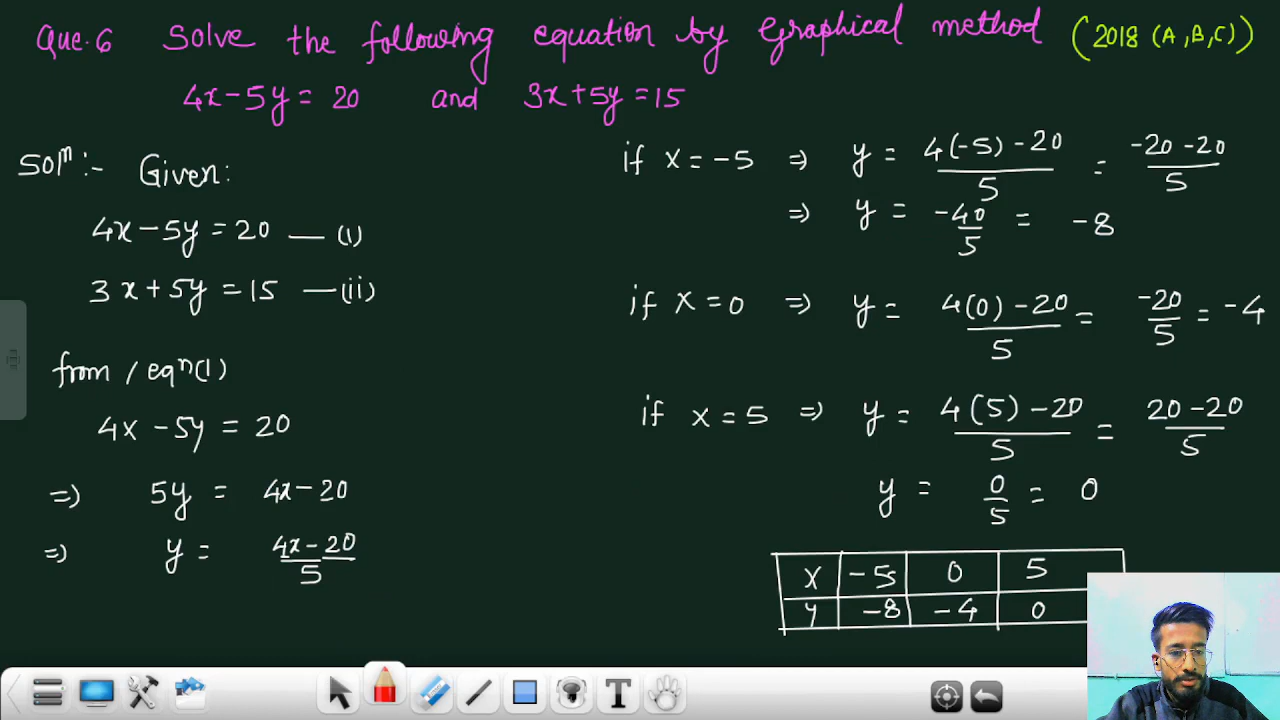 Que.6 Solve the following equation by Graphical method (2018 (A,B,C))
4x-5y = 20 and 3x+5y =15
Solⁿ:- Given:
4x-5y = 20 — (i)
3x+5y = 15 — (ii)
from / eqⁿ(1)
4x -5y = 20
=> 5y = 4x-20
=> y = 4x-20/5
if x = -5 => y = 4(-5)-20/5 = -20-20/5
=> y = -40/5 = -8
if x = 0 => y = 4(0)-20/5 = -20/5 = -4
if x = 5 => y = 4(5)-20/5 = 20-20/5
y = 0/5 = 0
x -5 0 5
y -8 -4 0
T